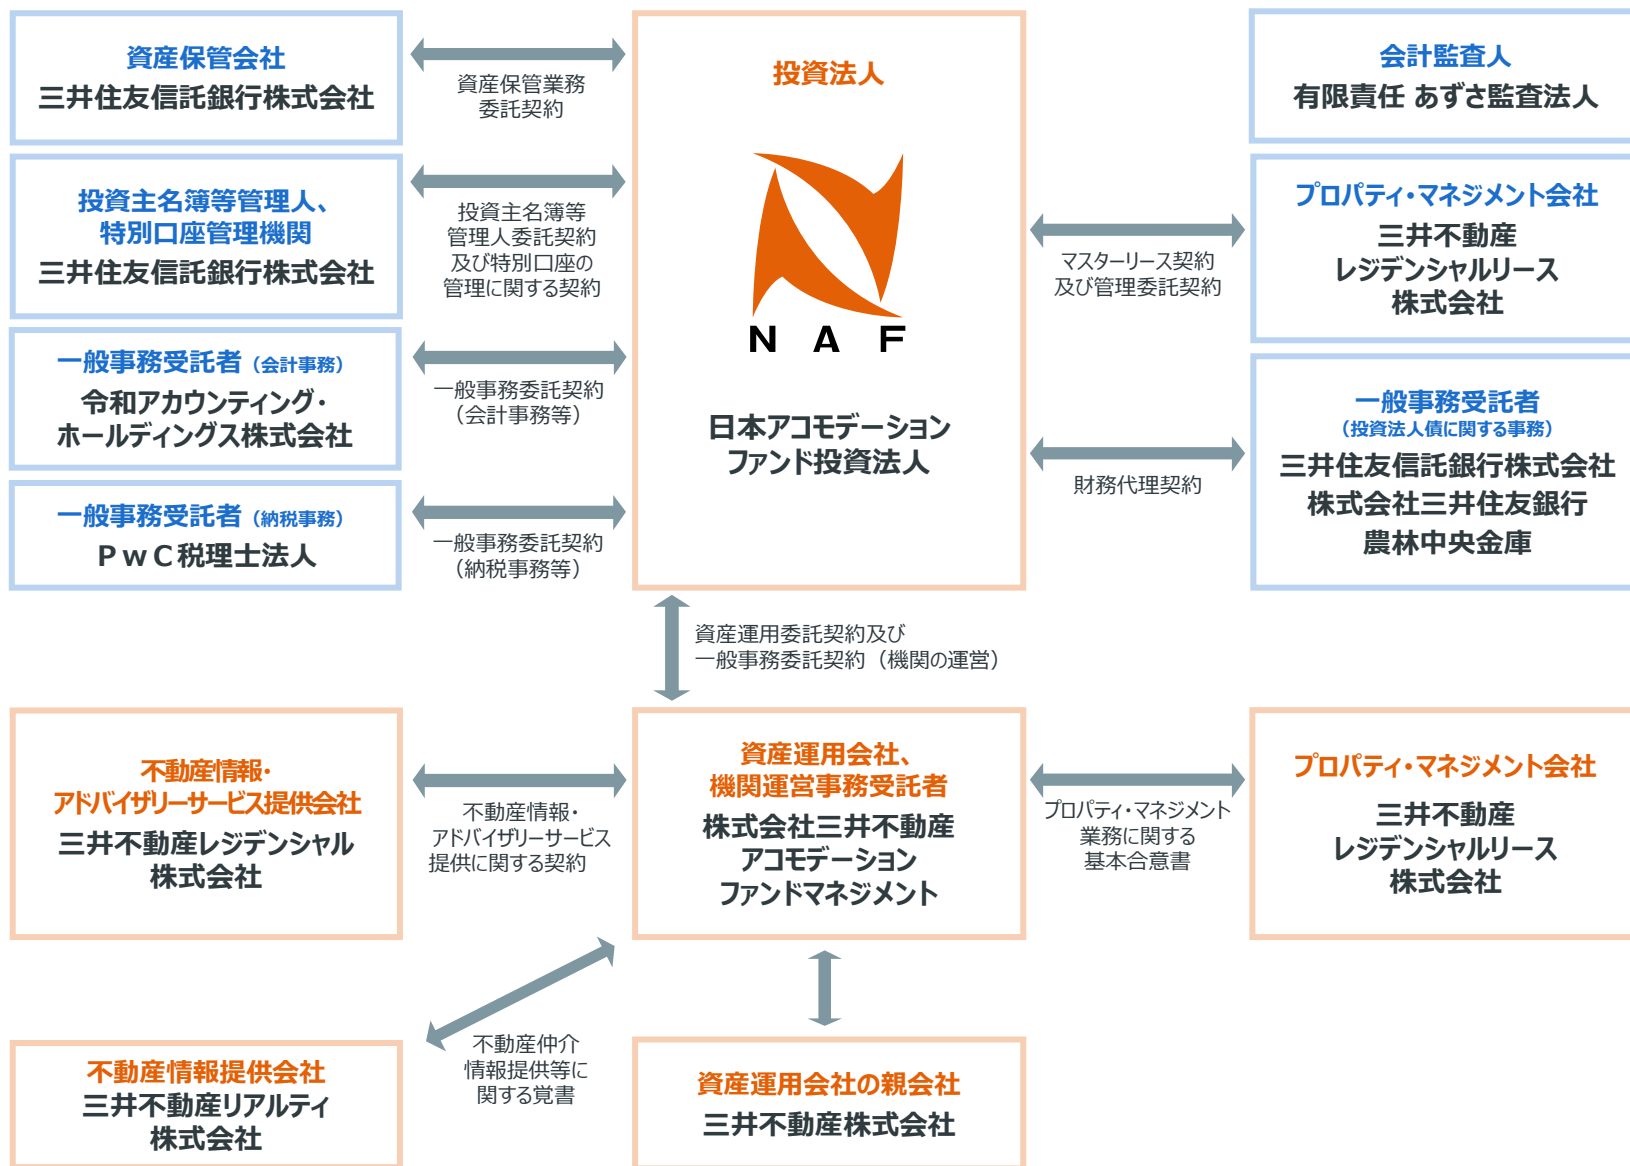 資産保管会社
三井住友信託銀行株式会社
資産保管業務
委託契約
投資主名簿等管理人、
特別口座管理機関
三井住友信託銀行株式会社
投資主名簿等
管理人委託契約
及び特別口座の
管理に関する契約
一般事務受託者（会計事務）
令和アカウンティング・
ホールディングス株式会社
一般事務委託契約
（会計事務等）
一般事務受託者（納税事務）
ＰｗＣ税理士法人
一般事務委託契約
（納税事務等）
投資法人
NAF
日本アコモデーション
ファンド投資法人
会計監査人
有限責任 あずさ監査法人
マスターリース契約
及び管理委託契約
プロパティ・マネジメント会社
三井不動産
レジデンシャルリース
株式会社
財務代理契約
一般事務受託者
（投資法人債に関する事務）
三井住友信託銀行株式会社
株式会社三井住友銀行
農林中央金庫
資産運用委託契約及び
一般事務委託契約（機関の運営）
不動産情報・
アドバイザリーサービス提供会社
三井不動産レジデンシャル
株式会社
不動産情報・
アドバイザリーサービス
提供に関する契約
資産運用会社、
機関運営事務受託者
株式会社三井不動産
アコモデーション
ファンドマネジメント
プロパティ・マネジメント
業務に関する
基本合意書
プロパティ・マネジメント会社
三井不動産
レジデンシャルリース
株式会社
不動産情報提供会社
三井不動産リアルティ
株式会社
不動産仲介
情報提供等に
関する覚書
資産運用会社の親会社
三井不動産株式会社